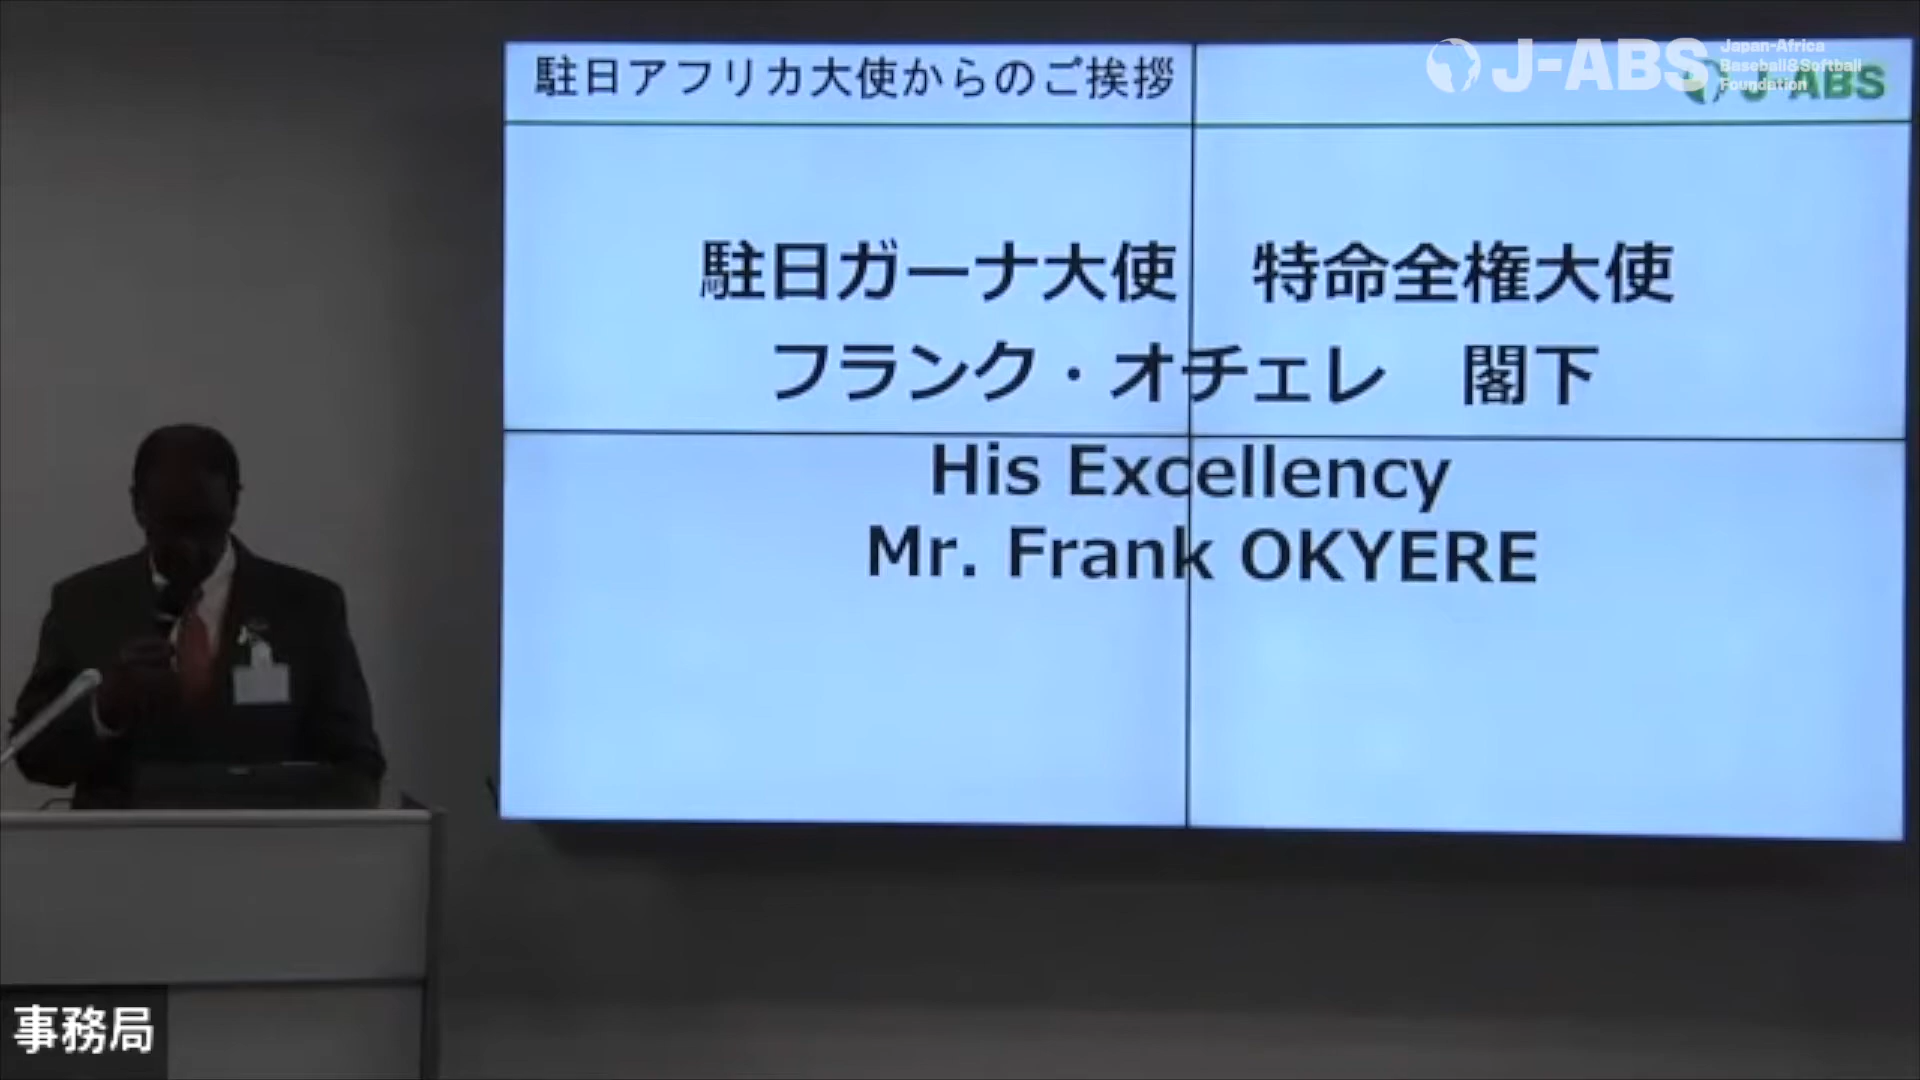 駐日アフリカ大使からのご挨拶
J-ABS
Japan-Africa
Baseball&Softball
Foundation
J-ABS
駐日ガーナ大使　特命全権大使
フランク・オチェレ　閣下
His Excellency
Mr. Frank OKYERE
事務局